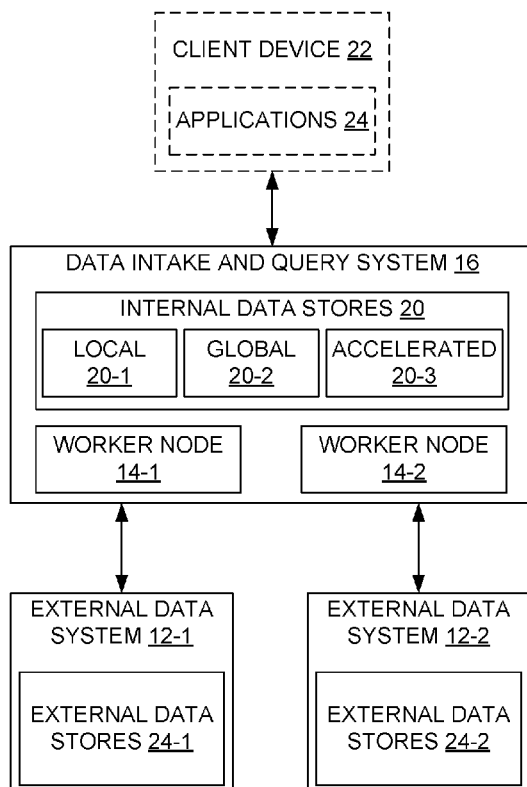 CLIENT DEVICE 22
APPLICATIONS 24
DATA INTAKE AND QUERY SYSTEM 16
INTERNAL DATA STORES 20
LOCAL
20-1
GLOBAL
20-2
ACCELERATED
20-3
WORKER NODE
14-1
WORKER NODE
14-2
EXTERNAL DATA
SYSTEM 12-1
EXTERNAL DATA
STORES 24-1
EXTERNAL DATA
SYSTEM 12-2
EXTERNAL DATA
STORES 24-2